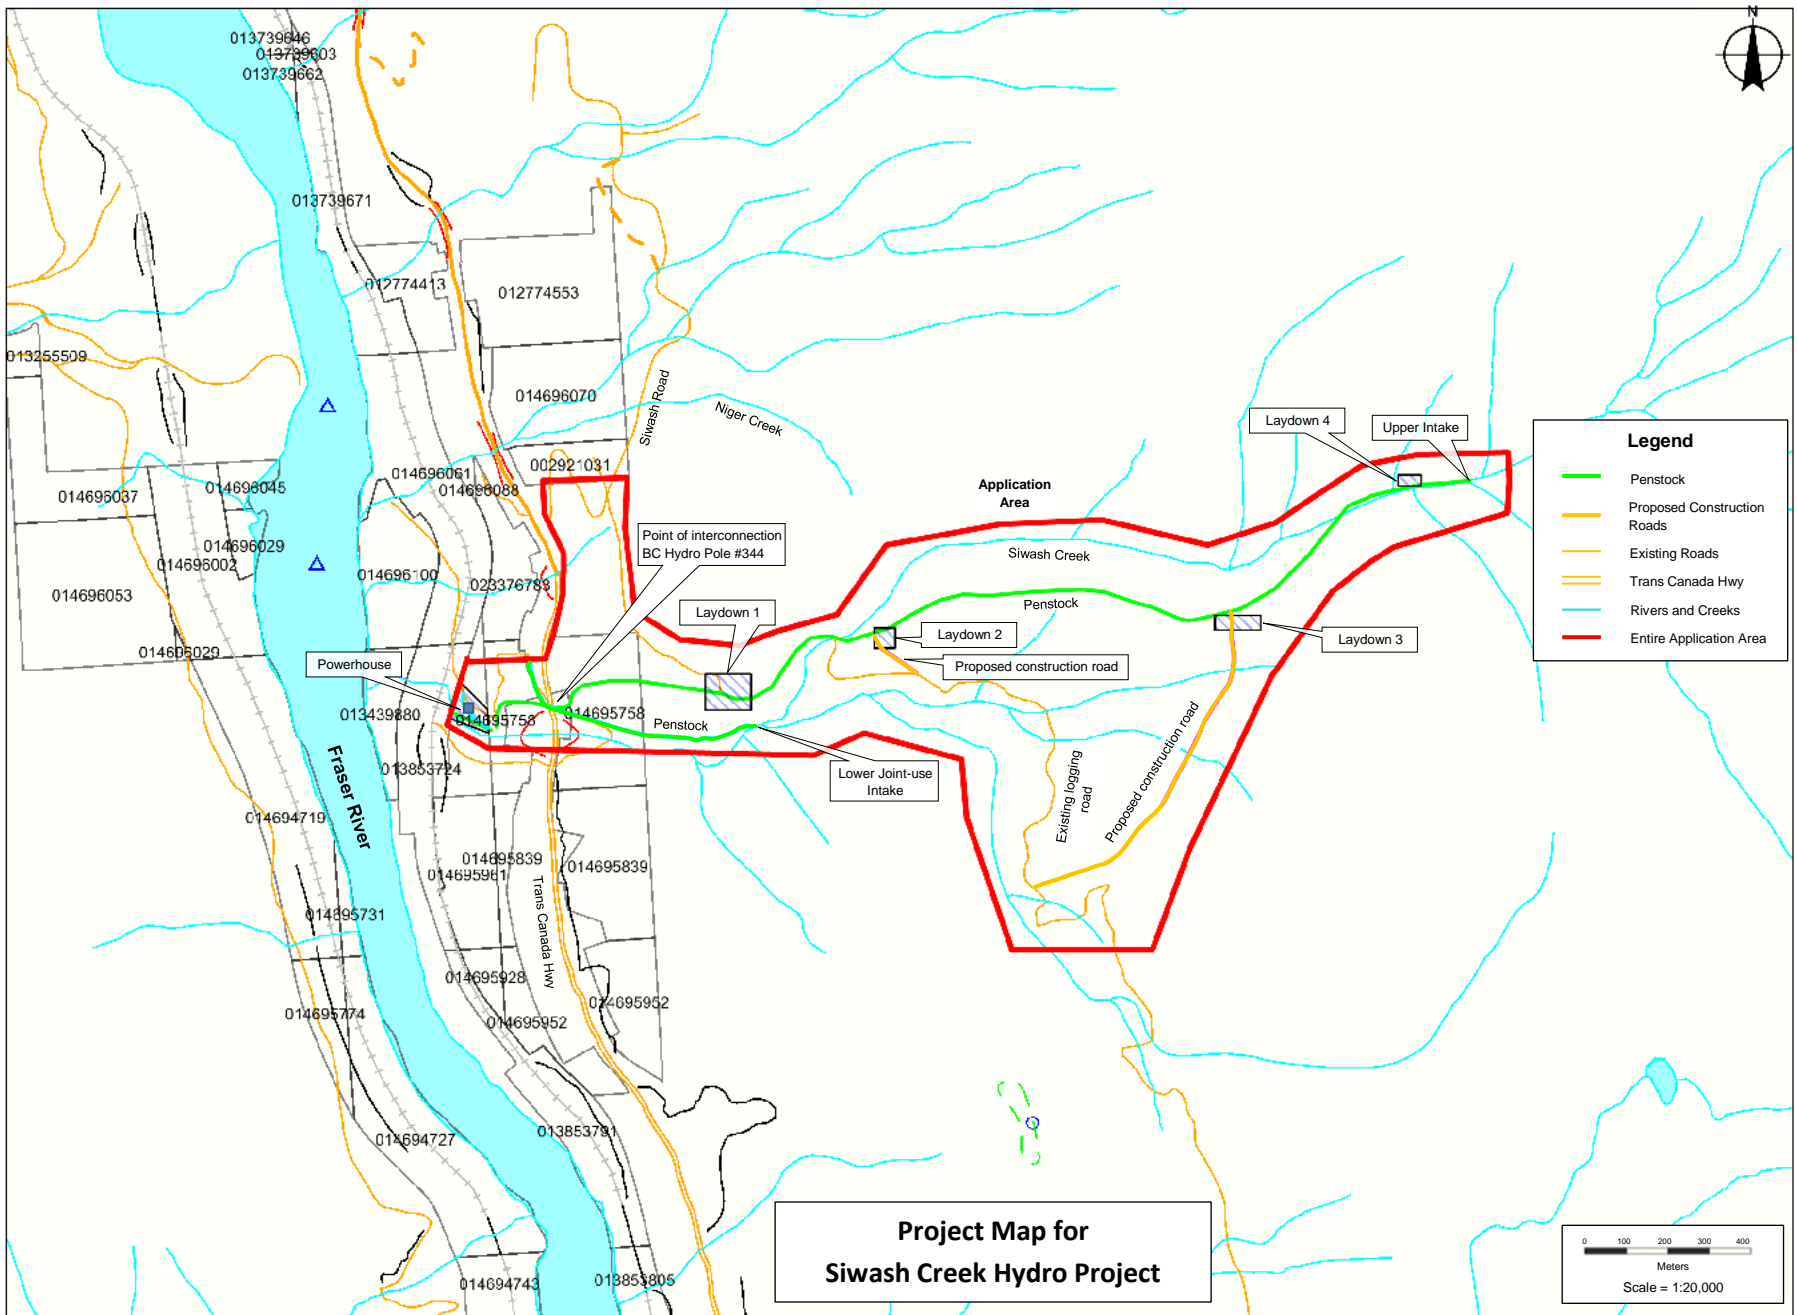 N
013739646
013739603
013739662
013739671
012774413
012774553
013255509
014696070
Siwash Road
Niger Creek
Laydown 4
Upper Intake
Legend
Penstock
Proposed Construction
Roads
Existing Roads
Trans Canada Hwy
Rivers and Creeks
Entire Application Area
014696061
002921031
014696088
014696037
014696045
Application
Area
Point of interconnection
BC Hydro Pole #344
014696029
014696002
014696100
023376783
Siwash Creek
014696053
Laydown 1
Penstock
Laydown 2
Laydown 3
014696029
Powerhouse
Proposed construction road
013439880
014695758
014695758
Penstock
Fraser River
013853724
Lower Joint-use
Intake
Existing logging
road
Proposed construction road
014694719
014695839
014695961
014695839
Trans Canada Hwy
014695731
014695928
014695952
014695952
014695774
014694727
013853791
Project Map for
Siwash Creek Hydro Project
014694743
013853805
0 100 200 300 400
Meters
Scale = 1:20,000